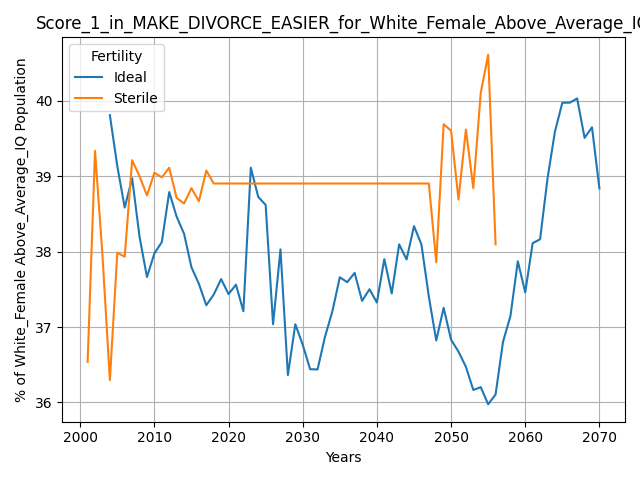 Score_1_in_MAKE_DIVORCE_EASIER_for_White_Female_Above_Average_IQ
Fertility
Ideal
Sterile
% of White_Female Above_Average_IQ Population
40
39
38
37
36
2000 2010 2020 2030 2040 2050 2060 2070
Years